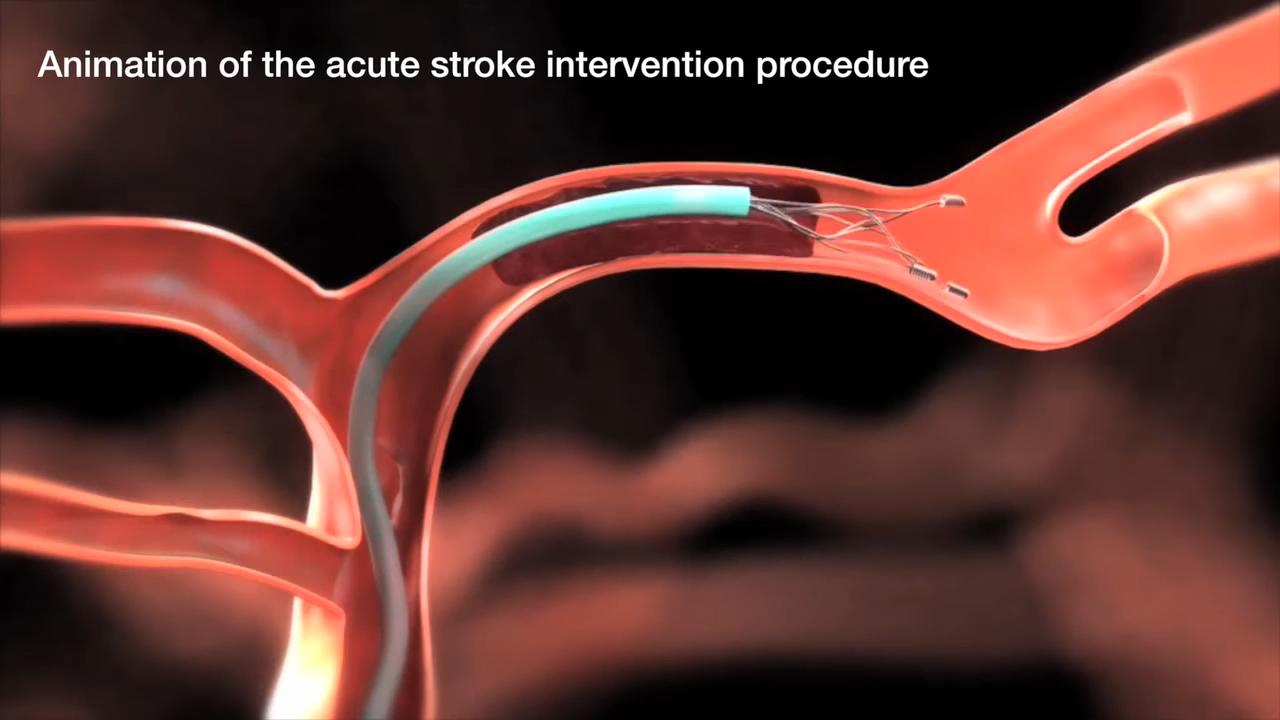 Animation of the acute stroke intervention procedure